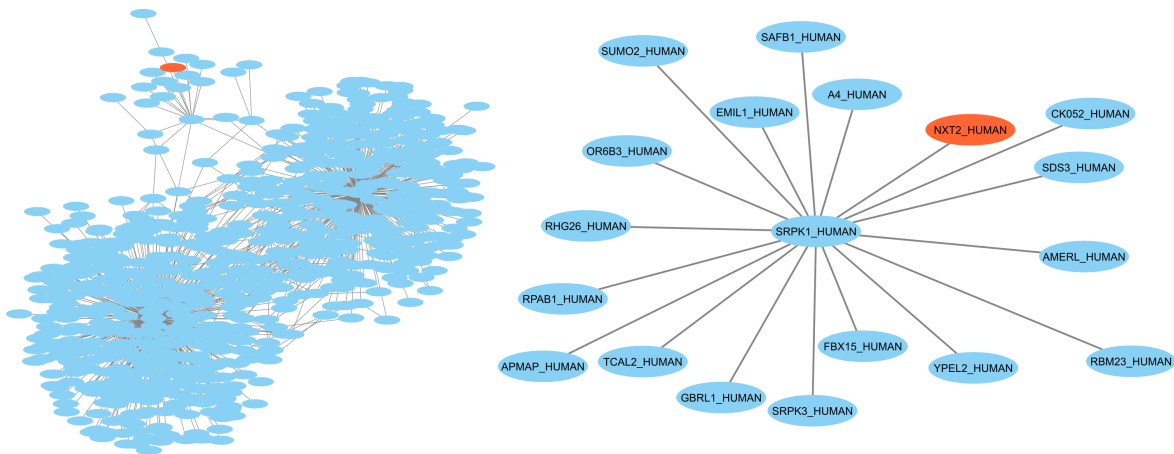 SAFB1_HUMAN
SUMO2_HUMAN
A4_HUMAN
EMIL1_HUMAN
CK052_HUMAN
NXT2_HUMAN
OR6B3_HUMAN
SDS3_HUMAN
RHG26_HUMAN
SRPK1_HUMAN
AMERL_HUMAN
RPAB1_HUMAN
FBX15_HUMAN
TCAL2_HUMAN
RBM23_HUMAN
APMAP_HUMAN
YPEL2_HUMAN
GBRL1_HUMAN
SRPK3_HUMAN